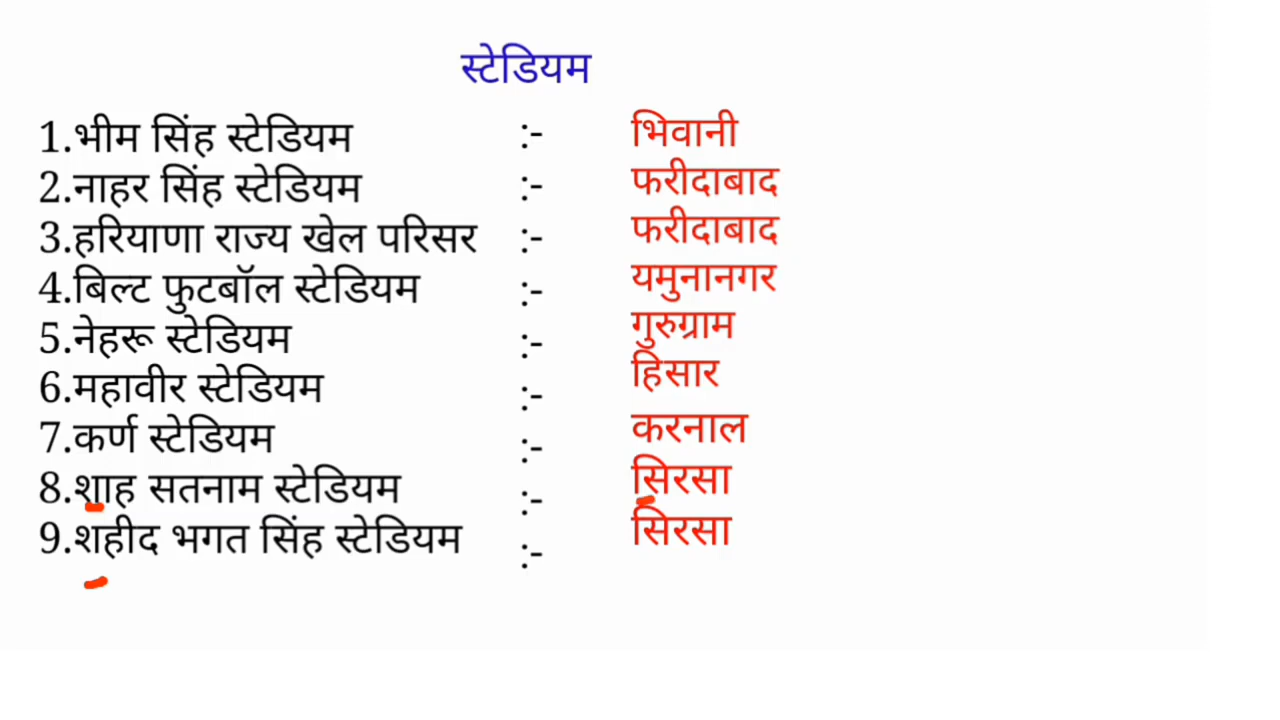 स्टेडियम
1.भीम सिंह स्टेडियम :- भिवानी
2.नाहर सिंह स्टेडियम :- फरीदाबाद
3.हरियाणा राज्य खेल परिसर :- फरीदाबाद
4.बिल्ट फुटबॉल स्टेडियम :- यमुनानगर
5.नेहरू स्टेडियम :- गुरुग्राम
6.महावीर स्टेडियम :- हिसार
7.कर्ण स्टेडियम :- करनाल
8.शाह सतनाम स्टेडियम :- सिरसा
9.शहीद भगत सिंह स्टेडियम :- सिरसा